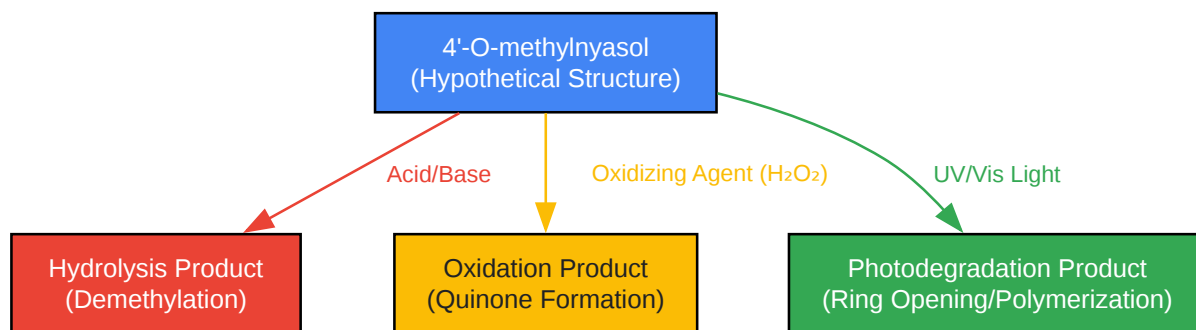 4'-O-methylnyasol
(Hypothetical Structure)
Acid/Base
Oxidizing Agent (H₂O₂)
UV/Vis Light
Hydrolysis Product
(Demethylation)
Oxidation Product
(Quinone Formation)
Photodegradation Product
(Ring Opening/Polymerization)